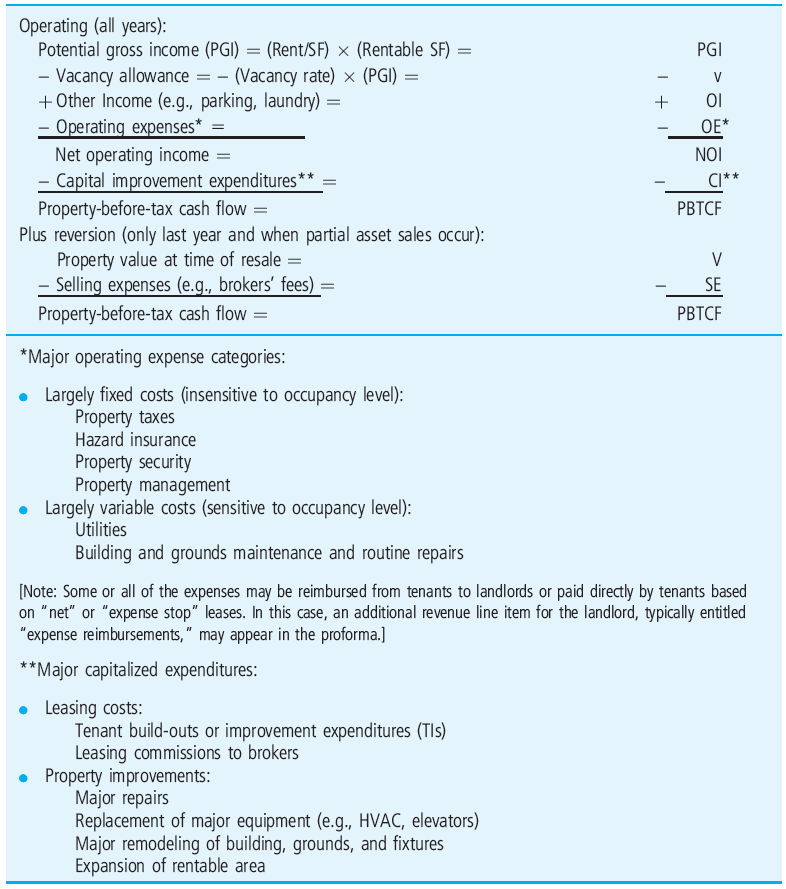 Operating (all years):
Potential gross income (PGI) = (Rent/SF) × (Rentable SF) = PGI
− Vacancy allowance = − (Vacancy rate) × (PGI) = − v
+ Other Income (e.g., parking, laundry) = + OI
− Operating expenses* = − OE*
Net operating income = NOI
− Capital improvement expenditures** = − CI**
Property-before-tax cash flow = PBTCF
Plus reversion (only last year and when partial asset sales occur):
Property value at time of resale = V
− Selling expenses (e.g., brokers’ fees) = − SE
Property-before-tax cash flow = PBTCF
*Major operating expense categories:
● Largely fixed costs (insensitive to occupancy level):
Property taxes
Hazard insurance
Property security
Property management
● Largely variable costs (sensitive to occupancy level):
Utilities
Building and grounds maintenance and routine repairs
[Note: Some or all of the expenses may be reimbursed from tenants to landlords or paid directly by tenants based
on “net” or “expense stop” leases. In this case, an additional revenue line item for the landlord, typically entitled
“expense reimbursements,” may appear in the proforma.]
**Major capitalized expenditures:
● Leasing costs:
Tenant build-outs or improvement expenditures (TIs)
Leasing commissions to brokers
● Property improvements:
Major repairs
Replacement of major equipment (e.g., HVAC, elevators)
Major remodeling of building, grounds, and fixtures
Expansion of rentable area